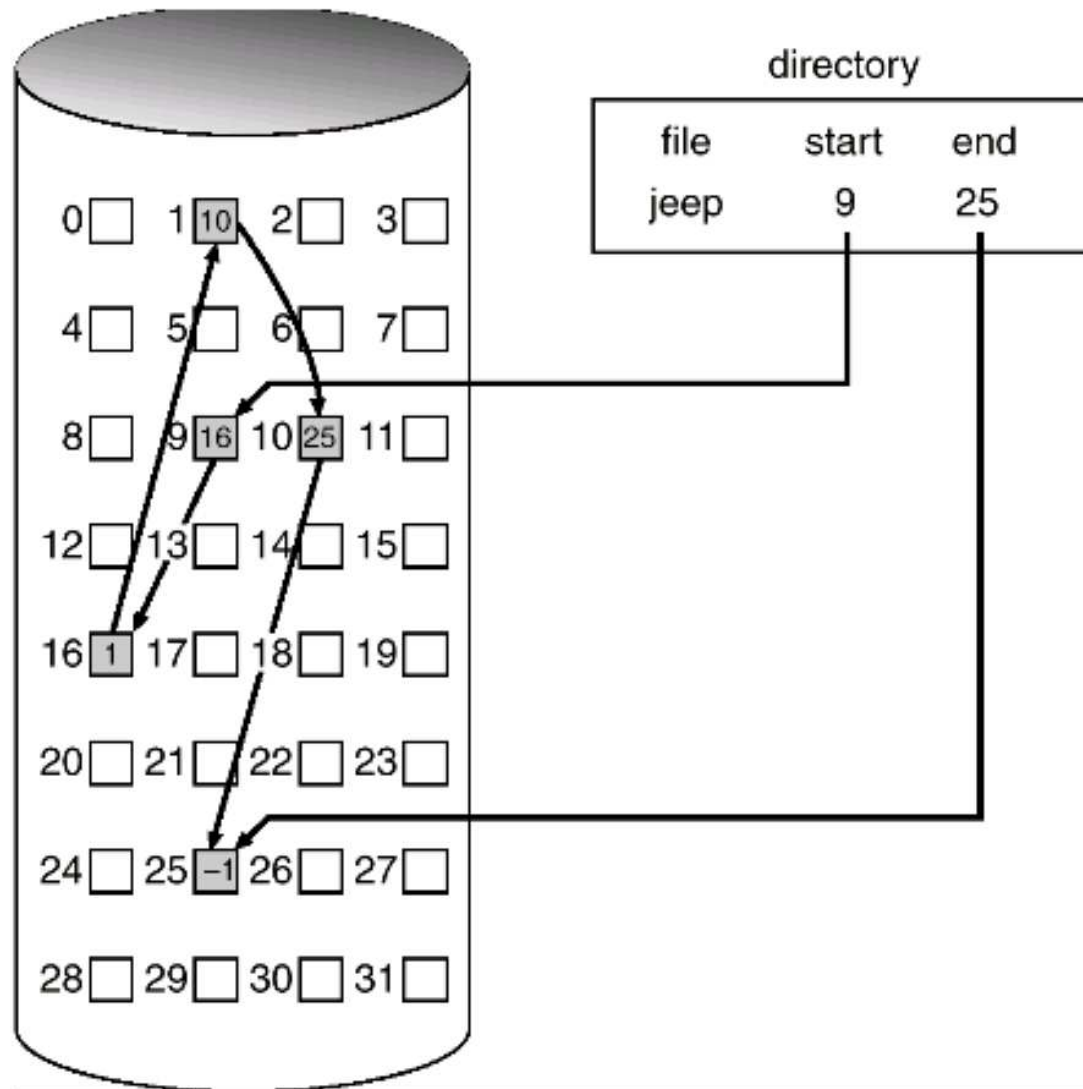 directory
file start end
jeep 9 25
0 1 10 2 3
4 5 6 7
8 9 16 10 25 11
12 13 14 15
16 1 17 18 19
20 21 22 23
24 25 –1 26 27
28 29 30 31